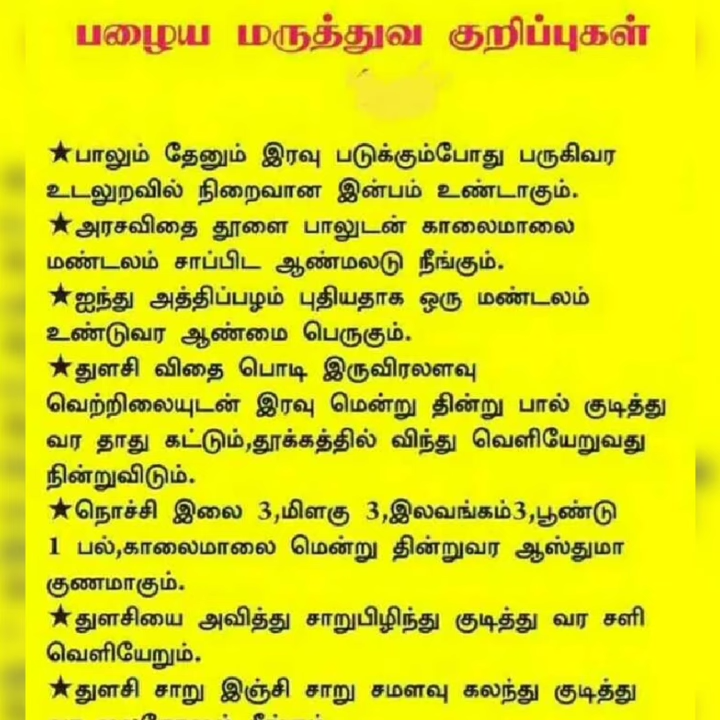 பழைய மருத்துவ குறிப்புகள்
★பாலும் தேனும் இரவு படுக்கும்போது பருகிவர
உடலுறவில் நிறைவான இன்பம் உண்டாகும்.
★அரசவிதை தூளை பாலுடன் காலைமாலை
மண்டலம் சாப்பிட ஆண்மலடு நீங்கும்.
★ஐந்து அத்திப்பழம் புதியதாக ஒரு மண்டலம்
உண்டுவர ஆண்மை பெருகும்.
★துளசி விதை பொடி இருவிரலளவு
வெற்றிலையுடன் இரவு மென்று தின்று பால் குடித்து
வர தாது கட்டும்,தூக்கத்தில் விந்து வெளியேறுவது
நின்றுவிடும்.
★நொச்சி இலை 3,மிளகு 3,இலவங்கம்3,பூண்டு
1 பல்,காலைமாலை மென்று தின்றுவர ஆஸ்துமா
குணமாகும்.
★துளசியை அவித்து சாறுபிழிந்து குடித்து வர சளி
வெளியேறும்.
★துளசி சாறு இஞ்சி சாறு சமளவு கலந்து குடித்து